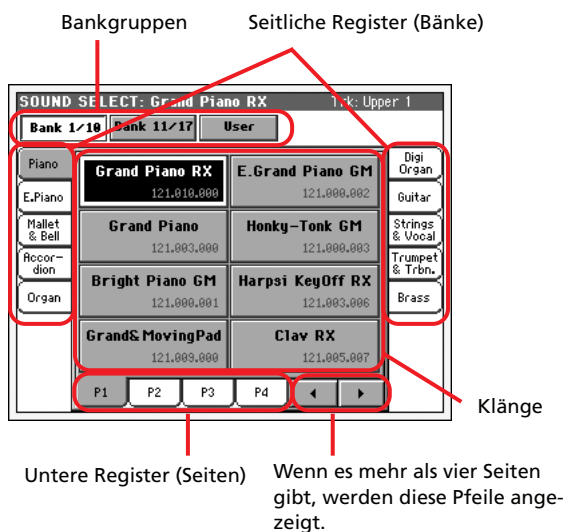 Bankgruppen
Seitliche Register (Bänke)
SOUND SELECT: Grand Piano RX
Trk: Upper 1
Bank 1/10
Bank 11/17
User
Piano
E.Piano
Mallet
& Bell
Accor-
dion
Organ
Grand Piano RX
121.010.000
E.Grand Piano GM
121.000.002
Grand Piano
121.003.000
Honky-Tonk GM
121.000.003
Bright Piano GM
121.000.001
Harpsi KeyOff RX
121.003.006
Grand&MovingPad
121.009.000
Clav RX
121.005.007
Digi
Organ
Guitar
Strings
& Vocal
Trumpet
& Trbn.
Brass
P1
P2
P3
P4
Klänge
Untere Register (Seiten)
Wenn es mehr als vier Seiten
gibt, werden diese Pfeile ange-
zeigt.